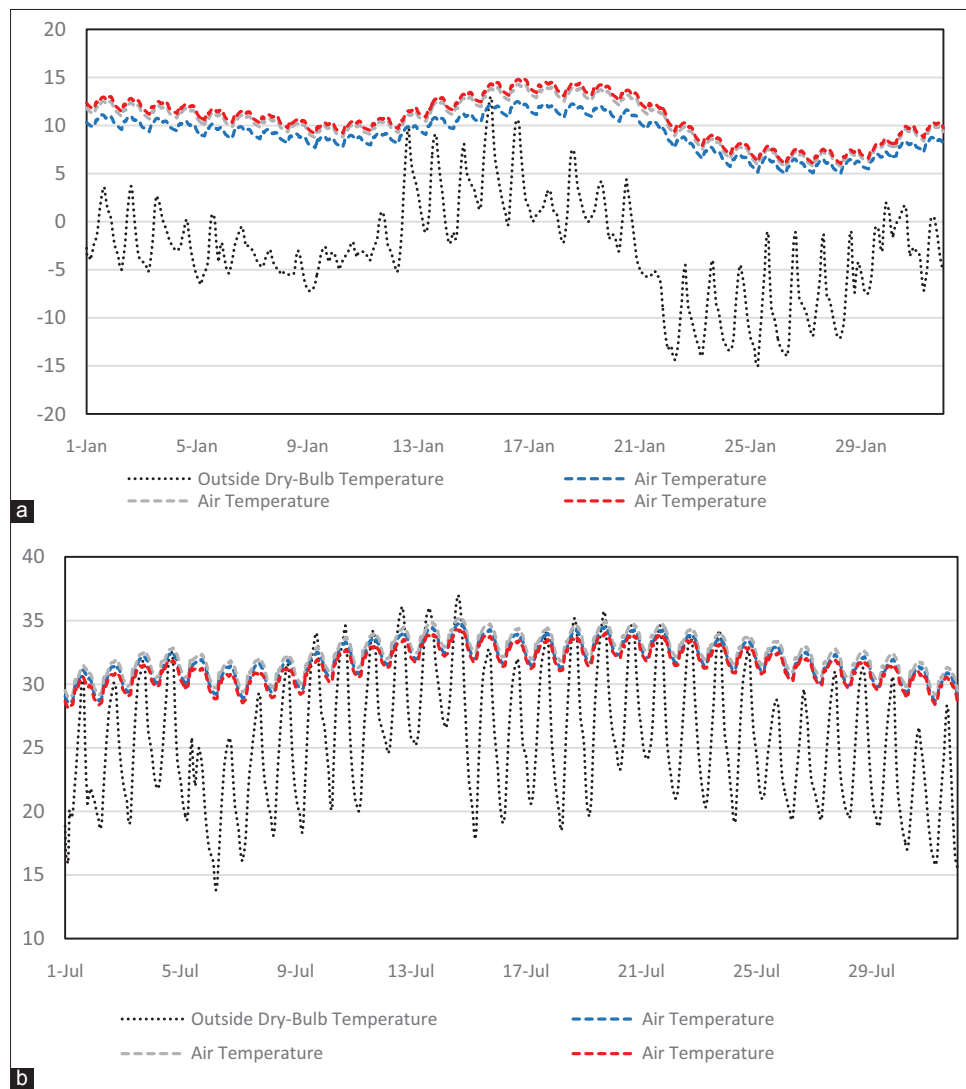 20
15
10
5
0
-5
-10
-15
-20
1-Jan 5-Jan 9-Jan 13-Jan 17-Jan 21-Jan 25-Jan 29-Jan
Outside Dry-Bulb Temperature Air Temperature
Air Temperature Air Temperature
a
40
35
30
25
20
15
10
1-Jul 5-Jul 9-Jul 13-Jul 17-Jul 21-Jul 25-Jul 29-Jul
Outside Dry-Bulb Temperature Air Temperature
Air Temperature Air Temperature
b